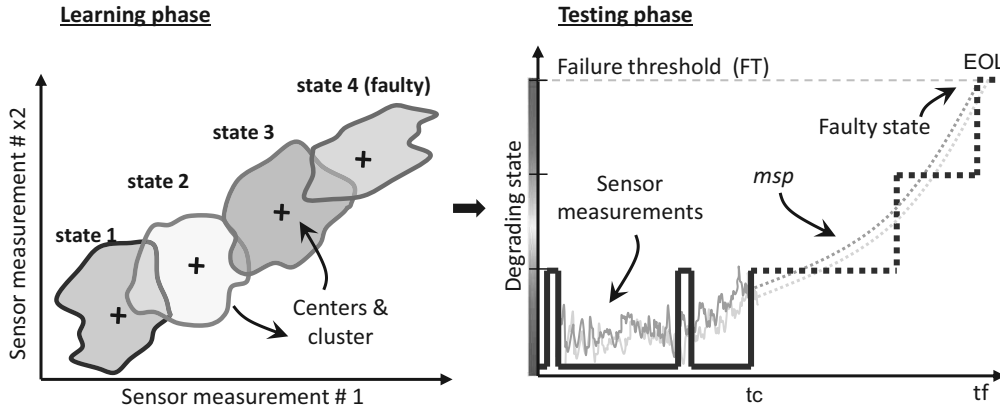 Learning phase
Sensor measurement # x2
state 1
state 2
state 3
state 4 (faulty)
Centers &
cluster
Sensor measurement # 1
Testing phase
Degrading state
Failure threshold (FT)
EOL
Faulty state
msp
Sensor
measurements
tc
tf